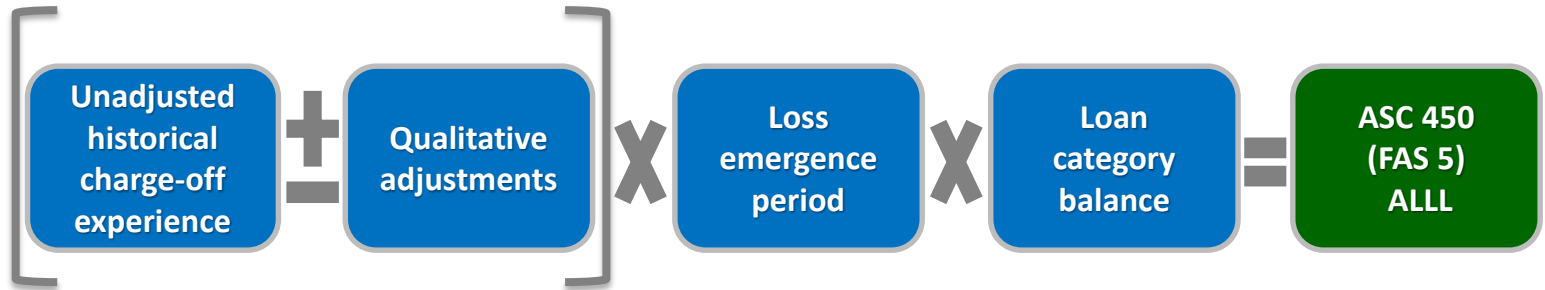 Unadjusted
historical
charge-off
experience
±
Qualitative
adjustments
×
Loss
emergence
period
×
Loan
category
balance
=
ASC 450
(FAS 5)
ALLL